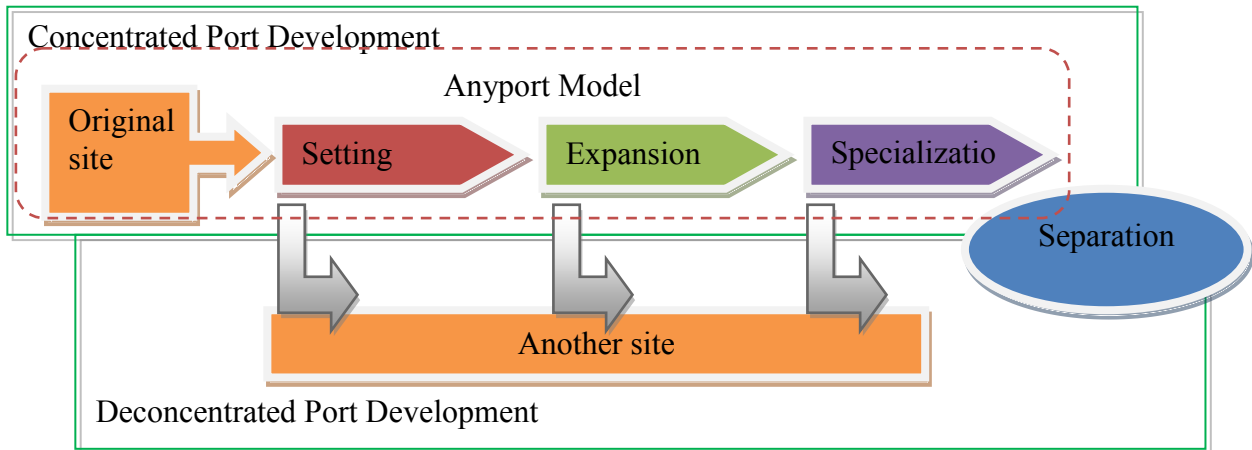 Concentrated Port Development
Anyport Model
Original
site
Setting
Expansion
Specializatio
Separation
Another site
Deconcentrated Port Development